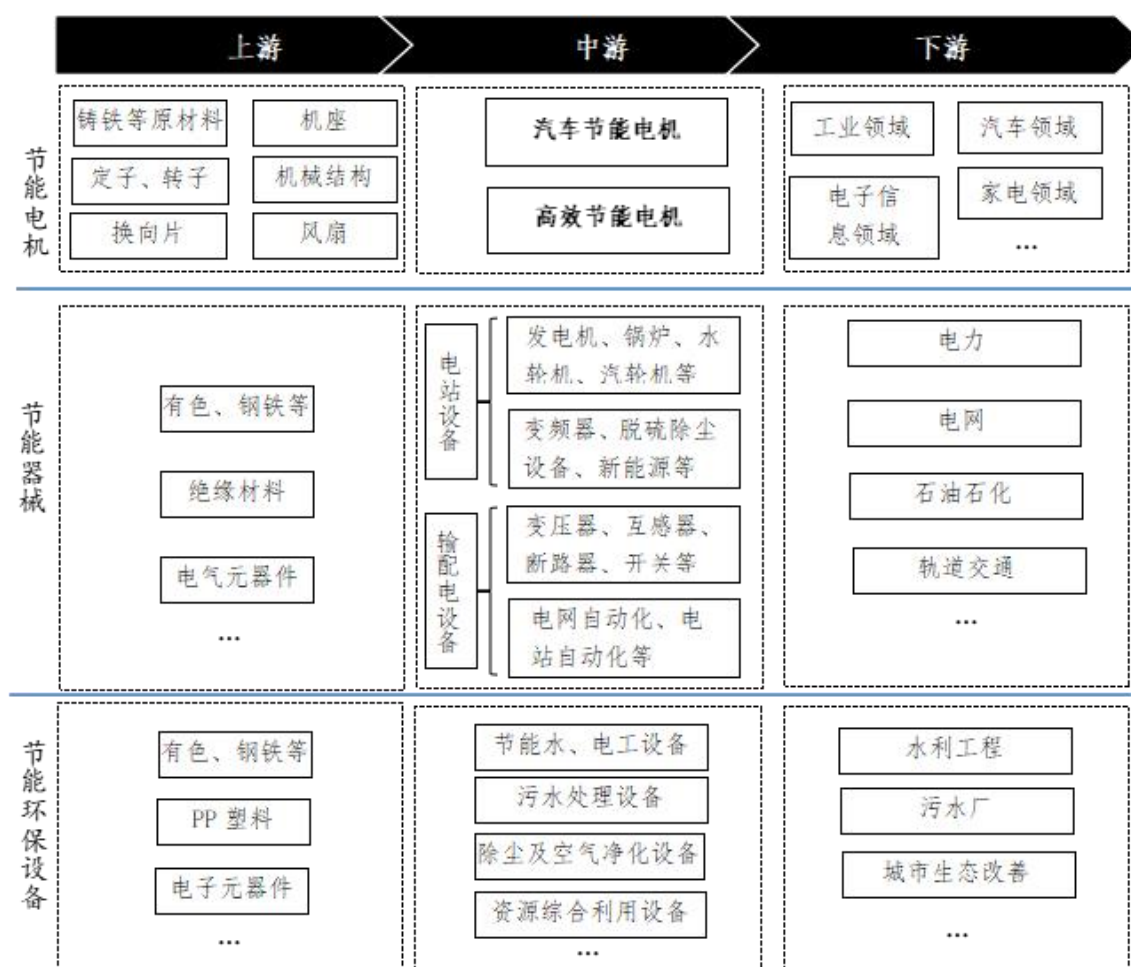 上游
中游
下游
节能电机
铸铁等原材料
机座
定子、转子
机械结构
换向片
风扇
汽车节能电机
高效节能电机
工业领域
汽车领域
电子信
息领域
家电领域
...
节能器械
有色、钢铁等
绝缘材料
电气元器件
...
电站设备
发电机、锅炉、水
轮机、汽轮机等
变频器、脱硫除尘
设备、新能源等
输配电设备
变压器、互感器、
断路器、开关等
电网自动化、电
站自动化等
电力
电网
石油石化
轨道交通
...
节能环保设备
有色、钢铁等
PP 塑料
电子元器件
...
节能水、电工设备
污水处理设备
除尘及空气净化设备
资源综合利用设备
...
水利工程
污水厂
城市生态改善
...